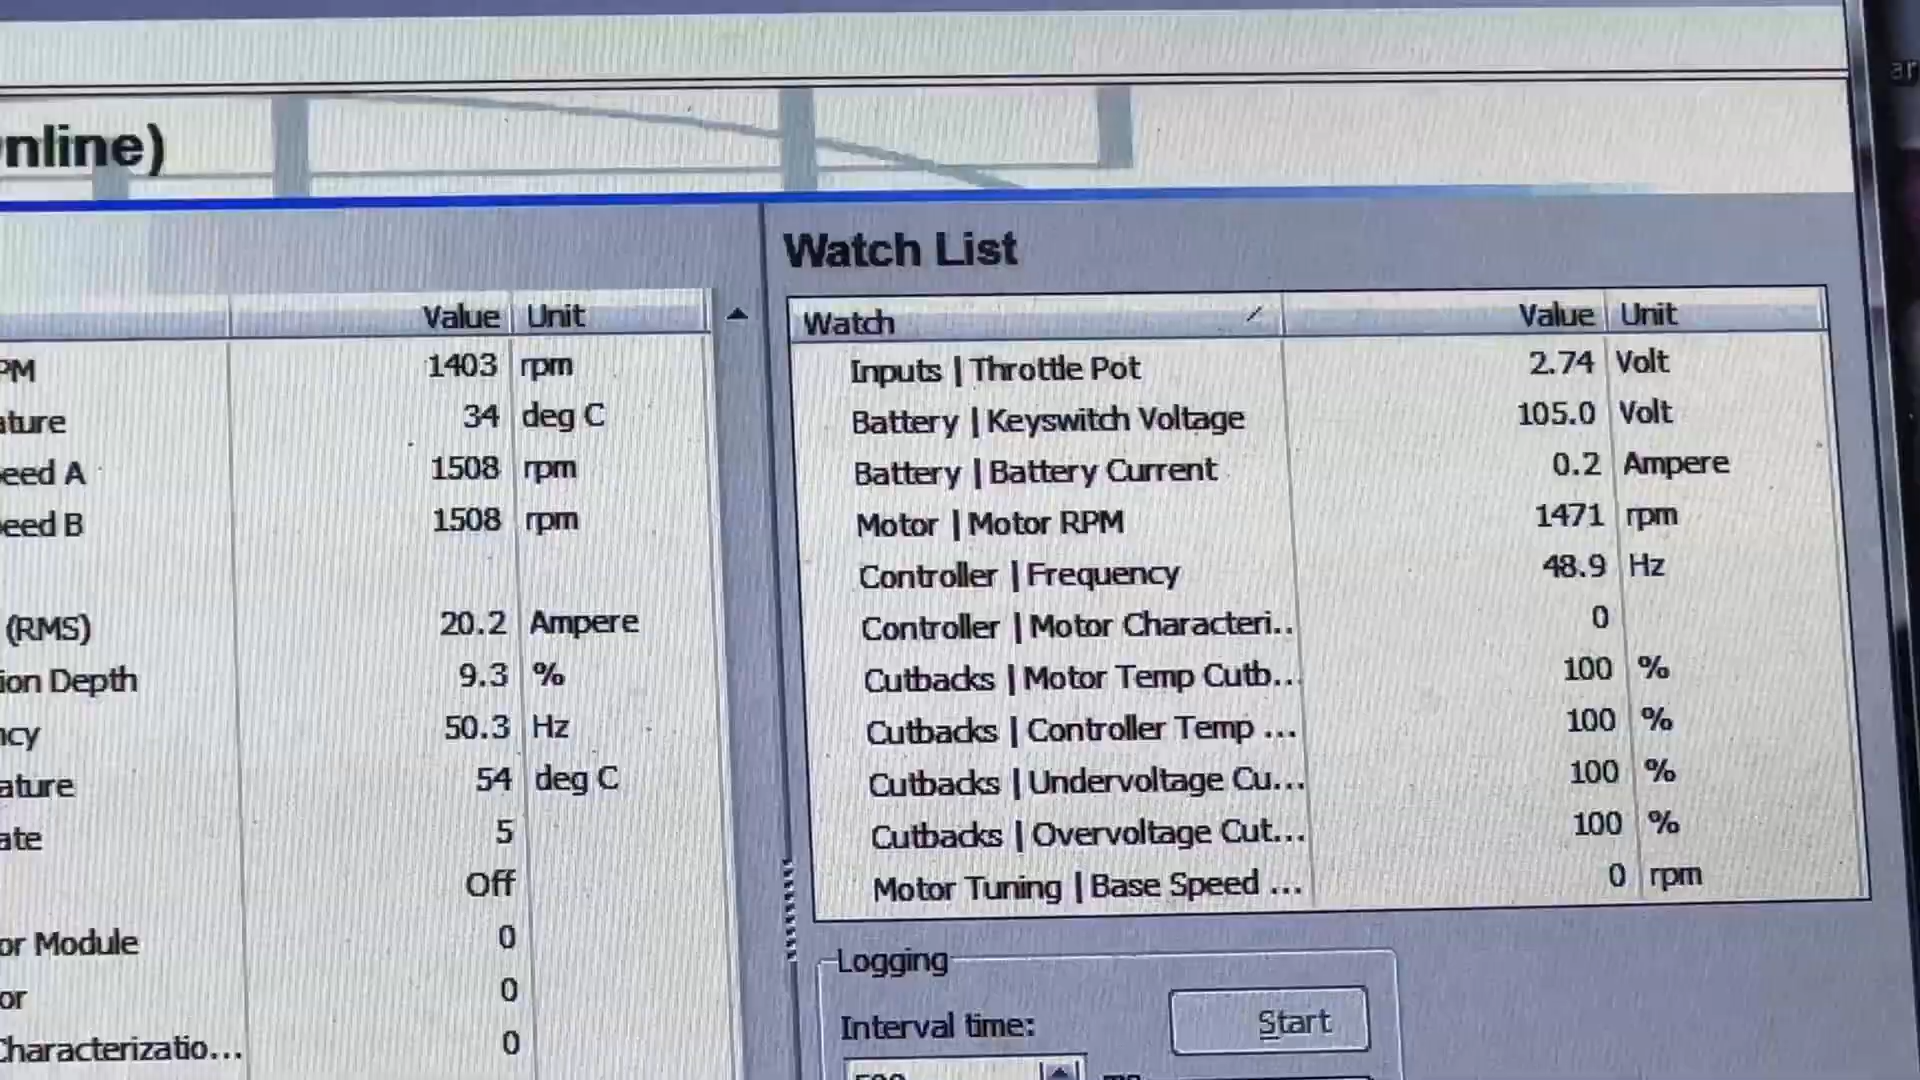 nline)
Value Unit
PM 1403 rpm
ature 34 deg C
eed A 1508 rpm
eed B 1508 rpm
(RMS) 20.2 Ampere
ion Depth 9.3 %
ncy 50.3 Hz
ature 54 deg C
ate 5
Off
or Module 0
or 0
Characterizatio... 0
Watch List
Watch Value Unit
Inputs | Throttle Pot 2.74 Volt
Battery | Keyswitch Voltage 105.0 Volt
Battery | Battery Current 0.2 Ampere
Motor | Motor RPM 1471 rpm
Controller | Frequency 48.9 Hz
Controller | Motor Characteri... 0
Cutbacks | Motor Temp Cutb... 100 %
Cutbacks | Controller Temp ... 100 %
Cutbacks | Undervoltage Cu... 100 %
Cutbacks | Overvoltage Cut... 100 %
Motor Tuning | Base Speed ... 0 rpm
Logging
Interval time:
Start
ar